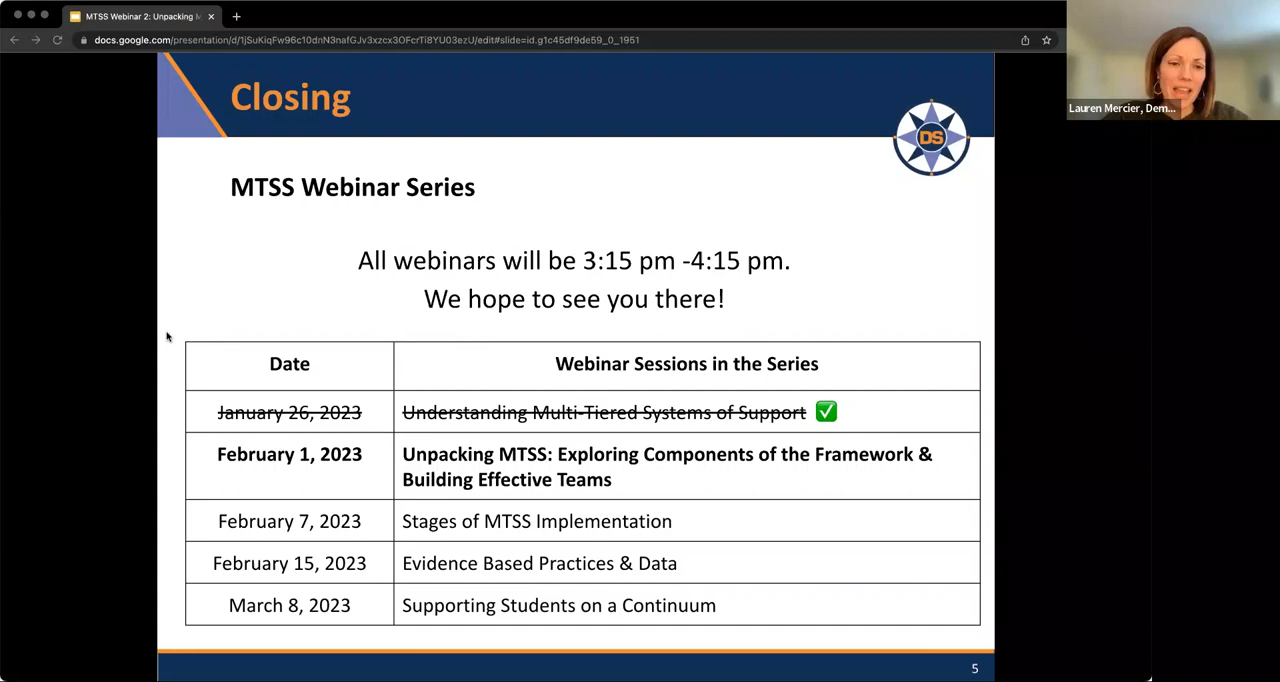 MTSS Webinar 2: Unpacking M
docs.google.com/presentation/d/1jSuKiqFw96c10dnN3nafGJv3xzcx3OFcrTi8YU03ezU/edit#slide=id.g1c45df9de59_0_1951
Lauren Mercier, Dem...
Closing
DS
MTSS Webinar Series
All webinars will be 3:15 pm -4:15 pm.
We hope to see you there!
Date Webinar Sessions in the Series
January 26, 2023 Understanding Multi-Tiered Systems of Support ✅
February 1, 2023 Unpacking MTSS: Exploring Components of the Framework &
Building Effective Teams
February 7, 2023 Stages of MTSS Implementation
February 15, 2023 Evidence Based Practices & Data
March 8, 2023 Supporting Students on a Continuum
5